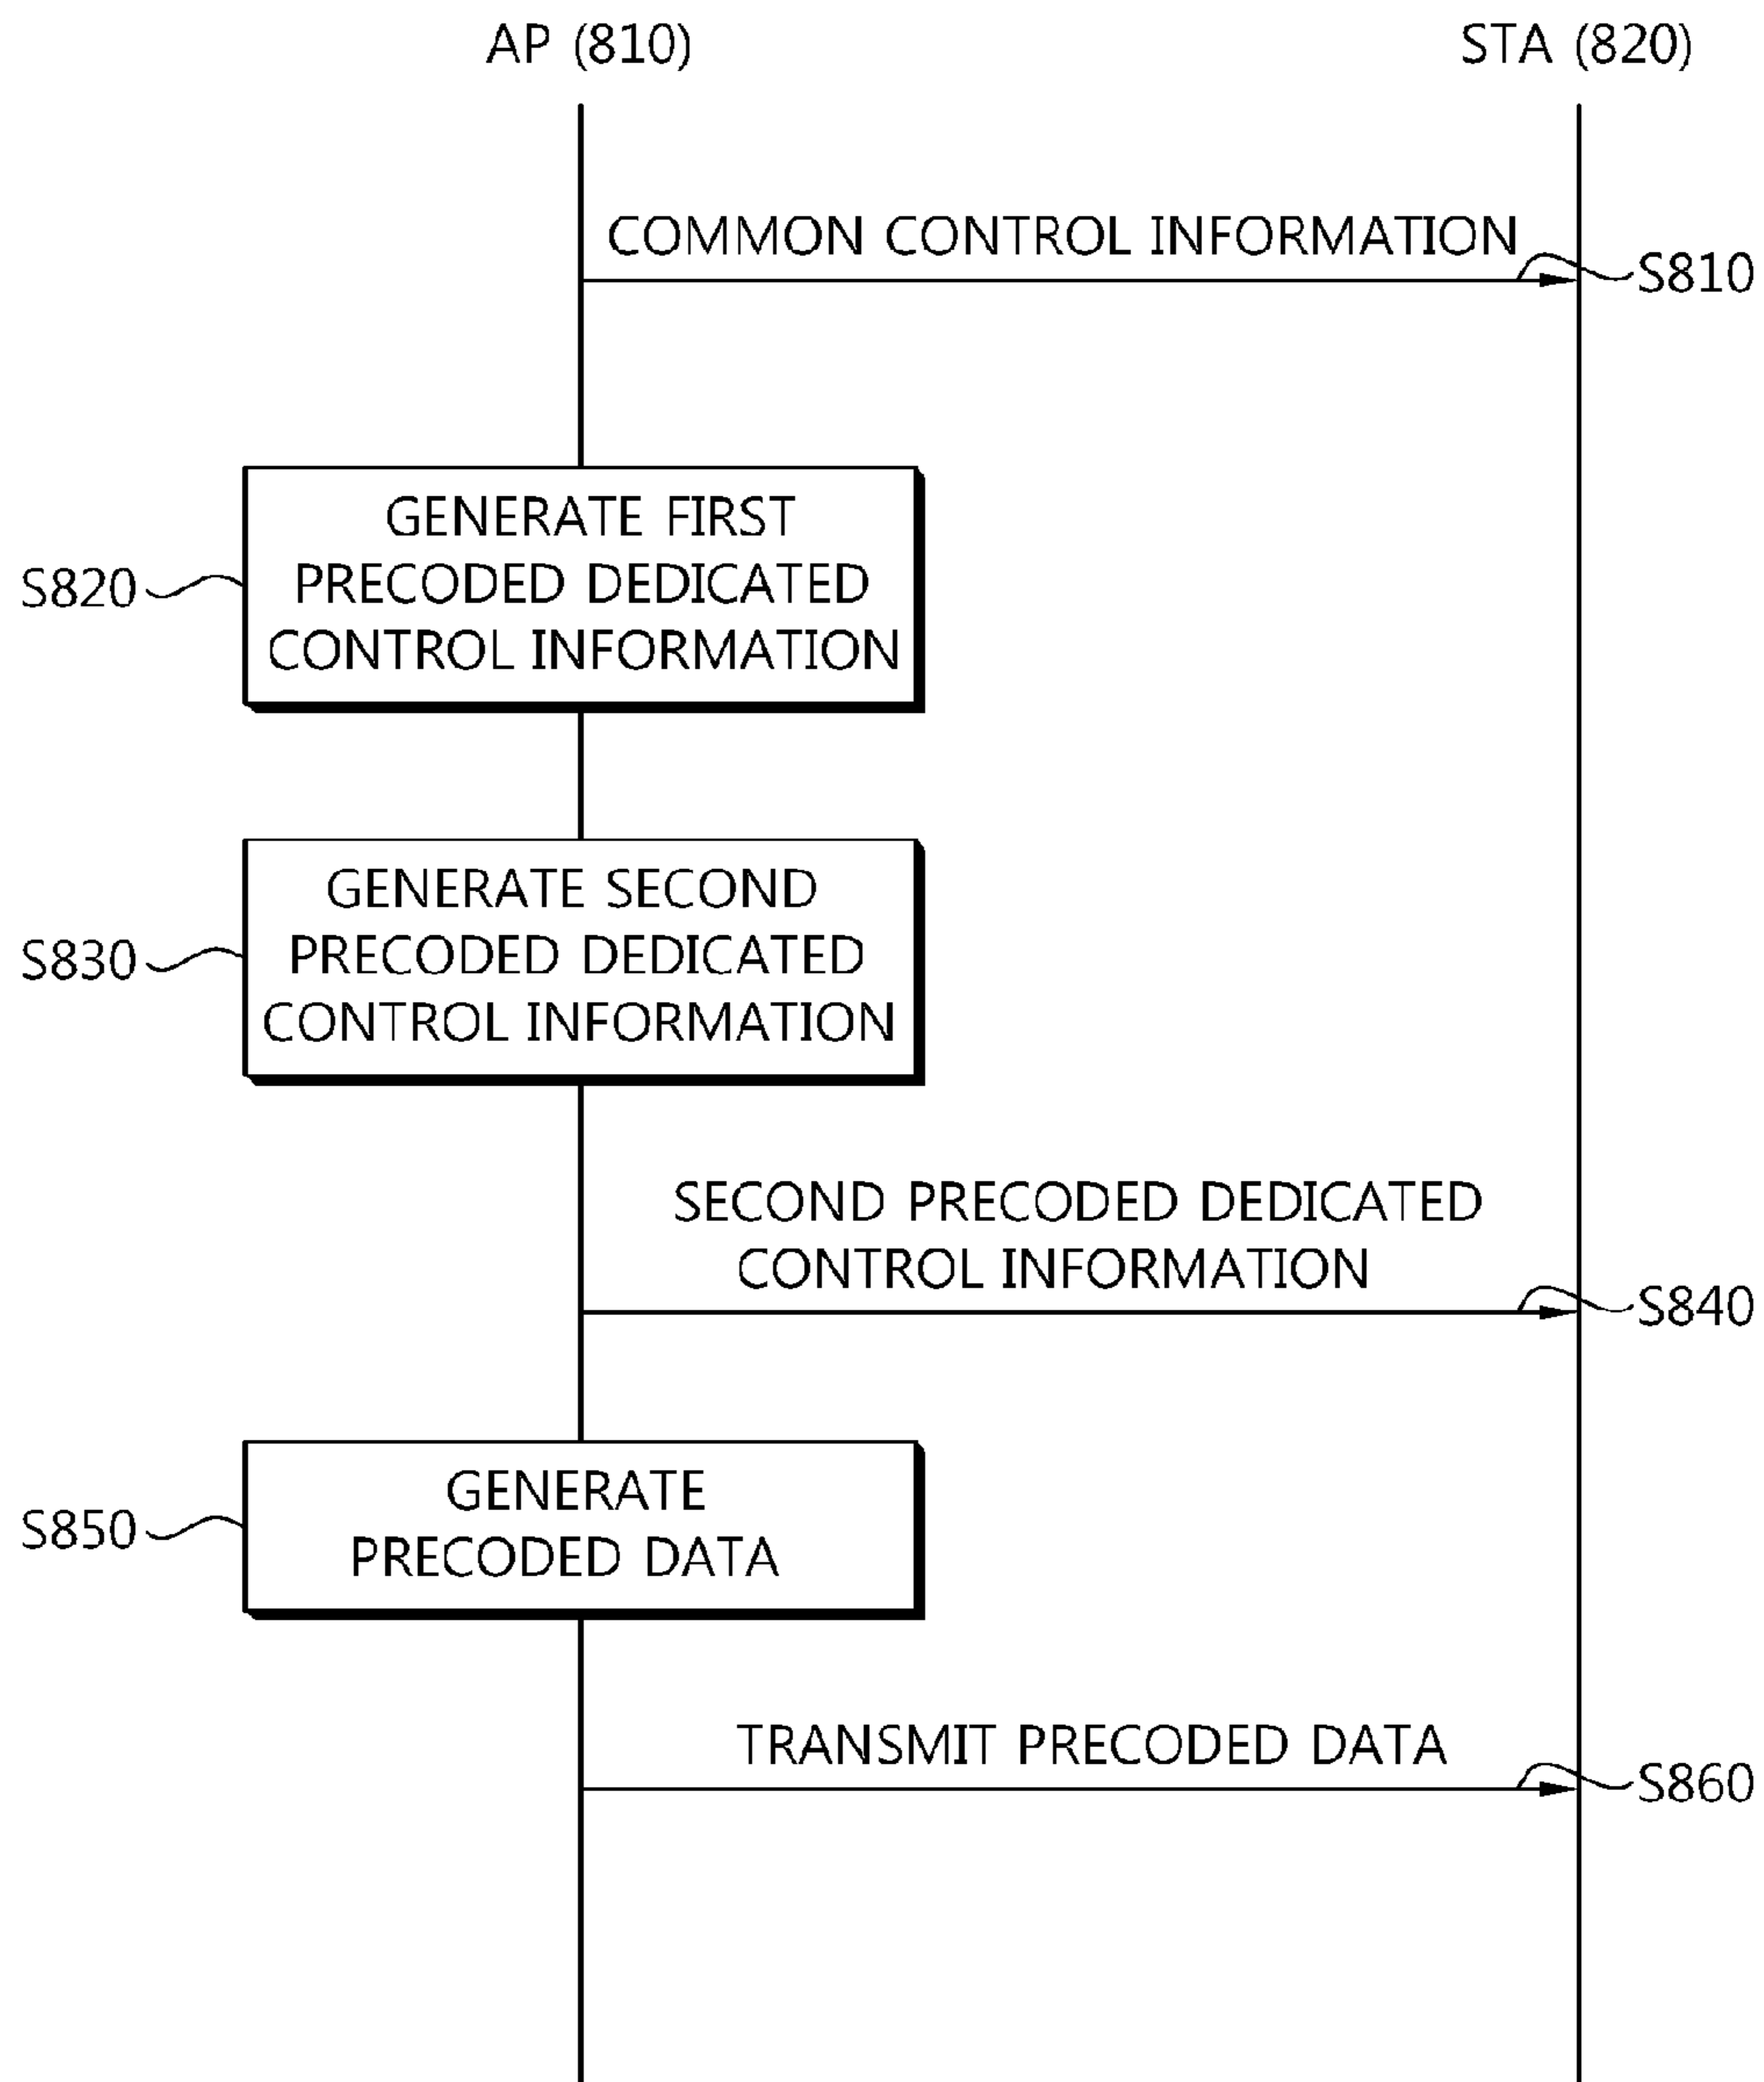 AP (810)
STA (820)
COMMON CONTROL INFORMATION
S810
GENERATE FIRST
PRECODED DEDICATED
CONTROL INFORMATION
S820
GENERATE SECOND
PRECODED DEDICATED
CONTROL INFORMATION
S830
SECOND PRECODED DEDICATED
CONTROL INFORMATION
S840
GENERATE
PRECODED DATA
S850
TRANSMIT PRECODED DATA
S860